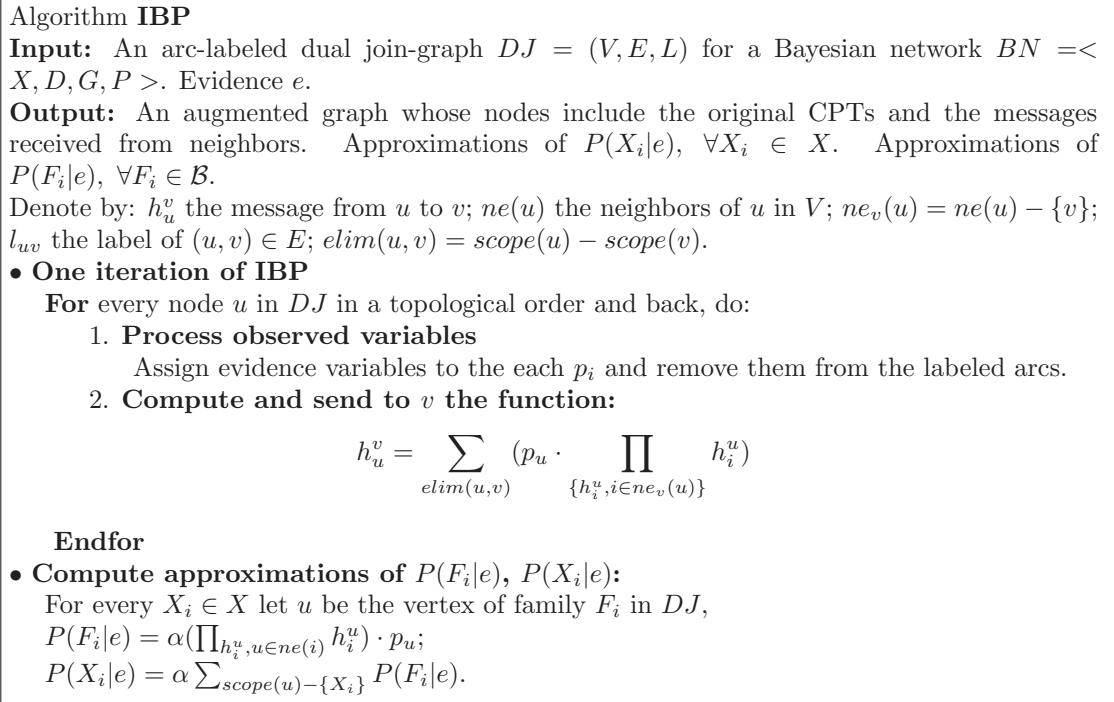 Algorithm IBP
Input: An arc-labeled dual join-graph DJ = (V, E, L) for a Bayesian network BN =<
X, D, G, P >. Evidence e.
Output: An augmented graph whose nodes include the original CPTs and the messages
received from neighbors. Approximations of P(X_i|e), ∀X_i ∈ X. Approximations of
P(F_i|e), ∀F_i ∈ ℬ.
Denote by: h_u^v the message from u to v; ne(u) the neighbors of u in V; ne_v(u) = ne(u) − {v};
l_{uv} the label of (u, v) ∈ E; elim(u, v) = scope(u) − scope(v).
• One iteration of IBP
For every node u in DJ in a topological order and back, do:
1. Process observed variables
Assign evidence variables to the each p_i and remove them from the labeled arcs.
2. Compute and send to v the function:
h_u^v = ∑_{elim(u,v)} (p_u · ∏_{{h_i^u, i∈ne_v(u)}} h_i^u)
Endfor
• Compute approximations of P(F_i|e), P(X_i|e):
For every X_i ∈ X let u be the vertex of family F_i in DJ,
P(F_i|e) = α(∏_{h_i^u, u∈ne(i)} h_i^u) · p_u;
P(X_i|e) = α ∑_{scope(u)−{X_i}} P(F_i|e).